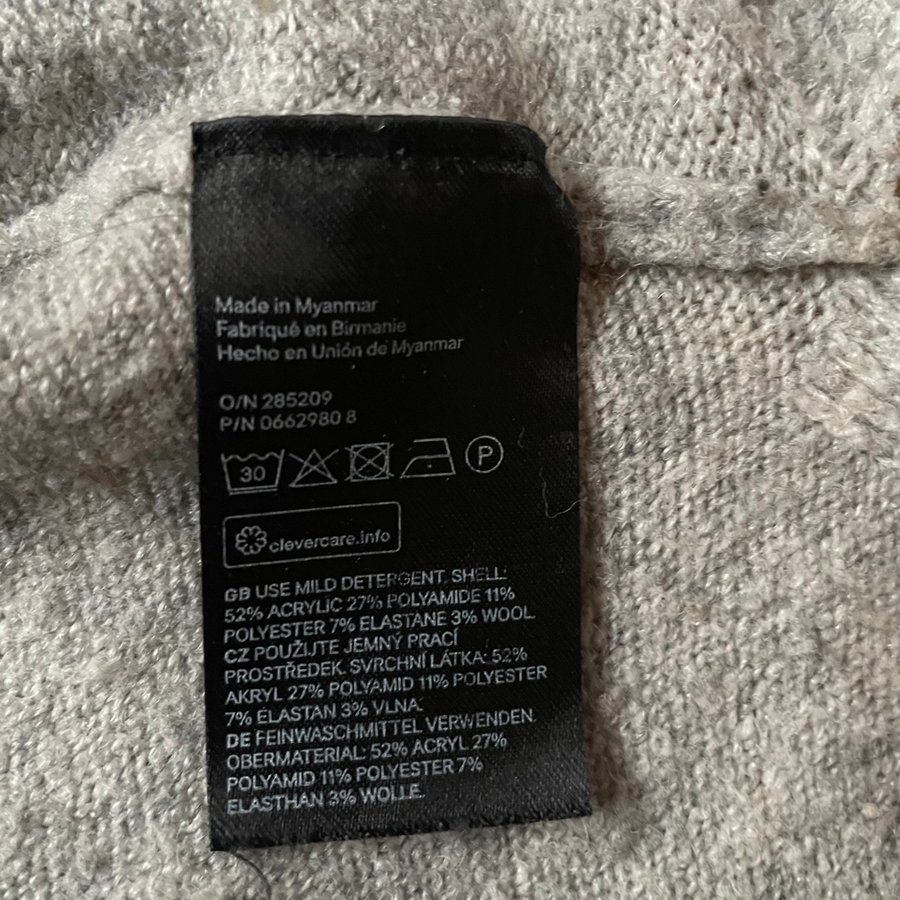 Made in Myanmar
Fabriqué en Birmanie
Hecho en Unión de Myanmar
O/N 285209
P/N 0662980 8
30 P
clevercare.info
GB USE MILD DETERGENT. SHELL:
52% ACRYLIC 27% POLYAMIDE 11%
POLYESTER 7% ELASTANE 3% WOOL.
CZ POUŽIJTE JEMNÝ PRACÍ
PROSTŘEDEK. SVRCHNÍ LÁTKA: 52%
AKRYL 27% POLYAMID 11% POLYESTER
7% ELASTAN 3% VLNA.
DE FEINWASCHMITTEL VERWENDEN.
OBERMATERIAL: 52% ACRYL 27%
POLYAMID 11% POLYESTER 7%
ELASTHAN 3% WOLLE.